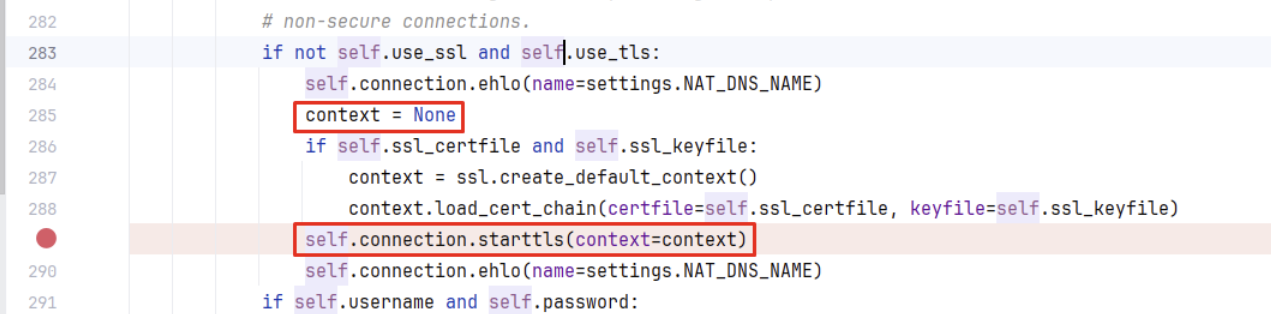 282 # non-secure connections.
283 if not self.use_ssl and self.use_tls:
284 self.connection.ehlo(name=settings.NAT_DNS_NAME)
285 context = None
286 if self.ssl_certfile and self.ssl_keyfile:
287 context = ssl.create_default_context()
288 context.load_cert_chain(certfile=self.ssl_certfile, keyfile=self.ssl_keyfile)
self.connection.starttls(context=context)
290 self.connection.ehlo(name=settings.NAT_DNS_NAME)
291 if self.username and self.password: